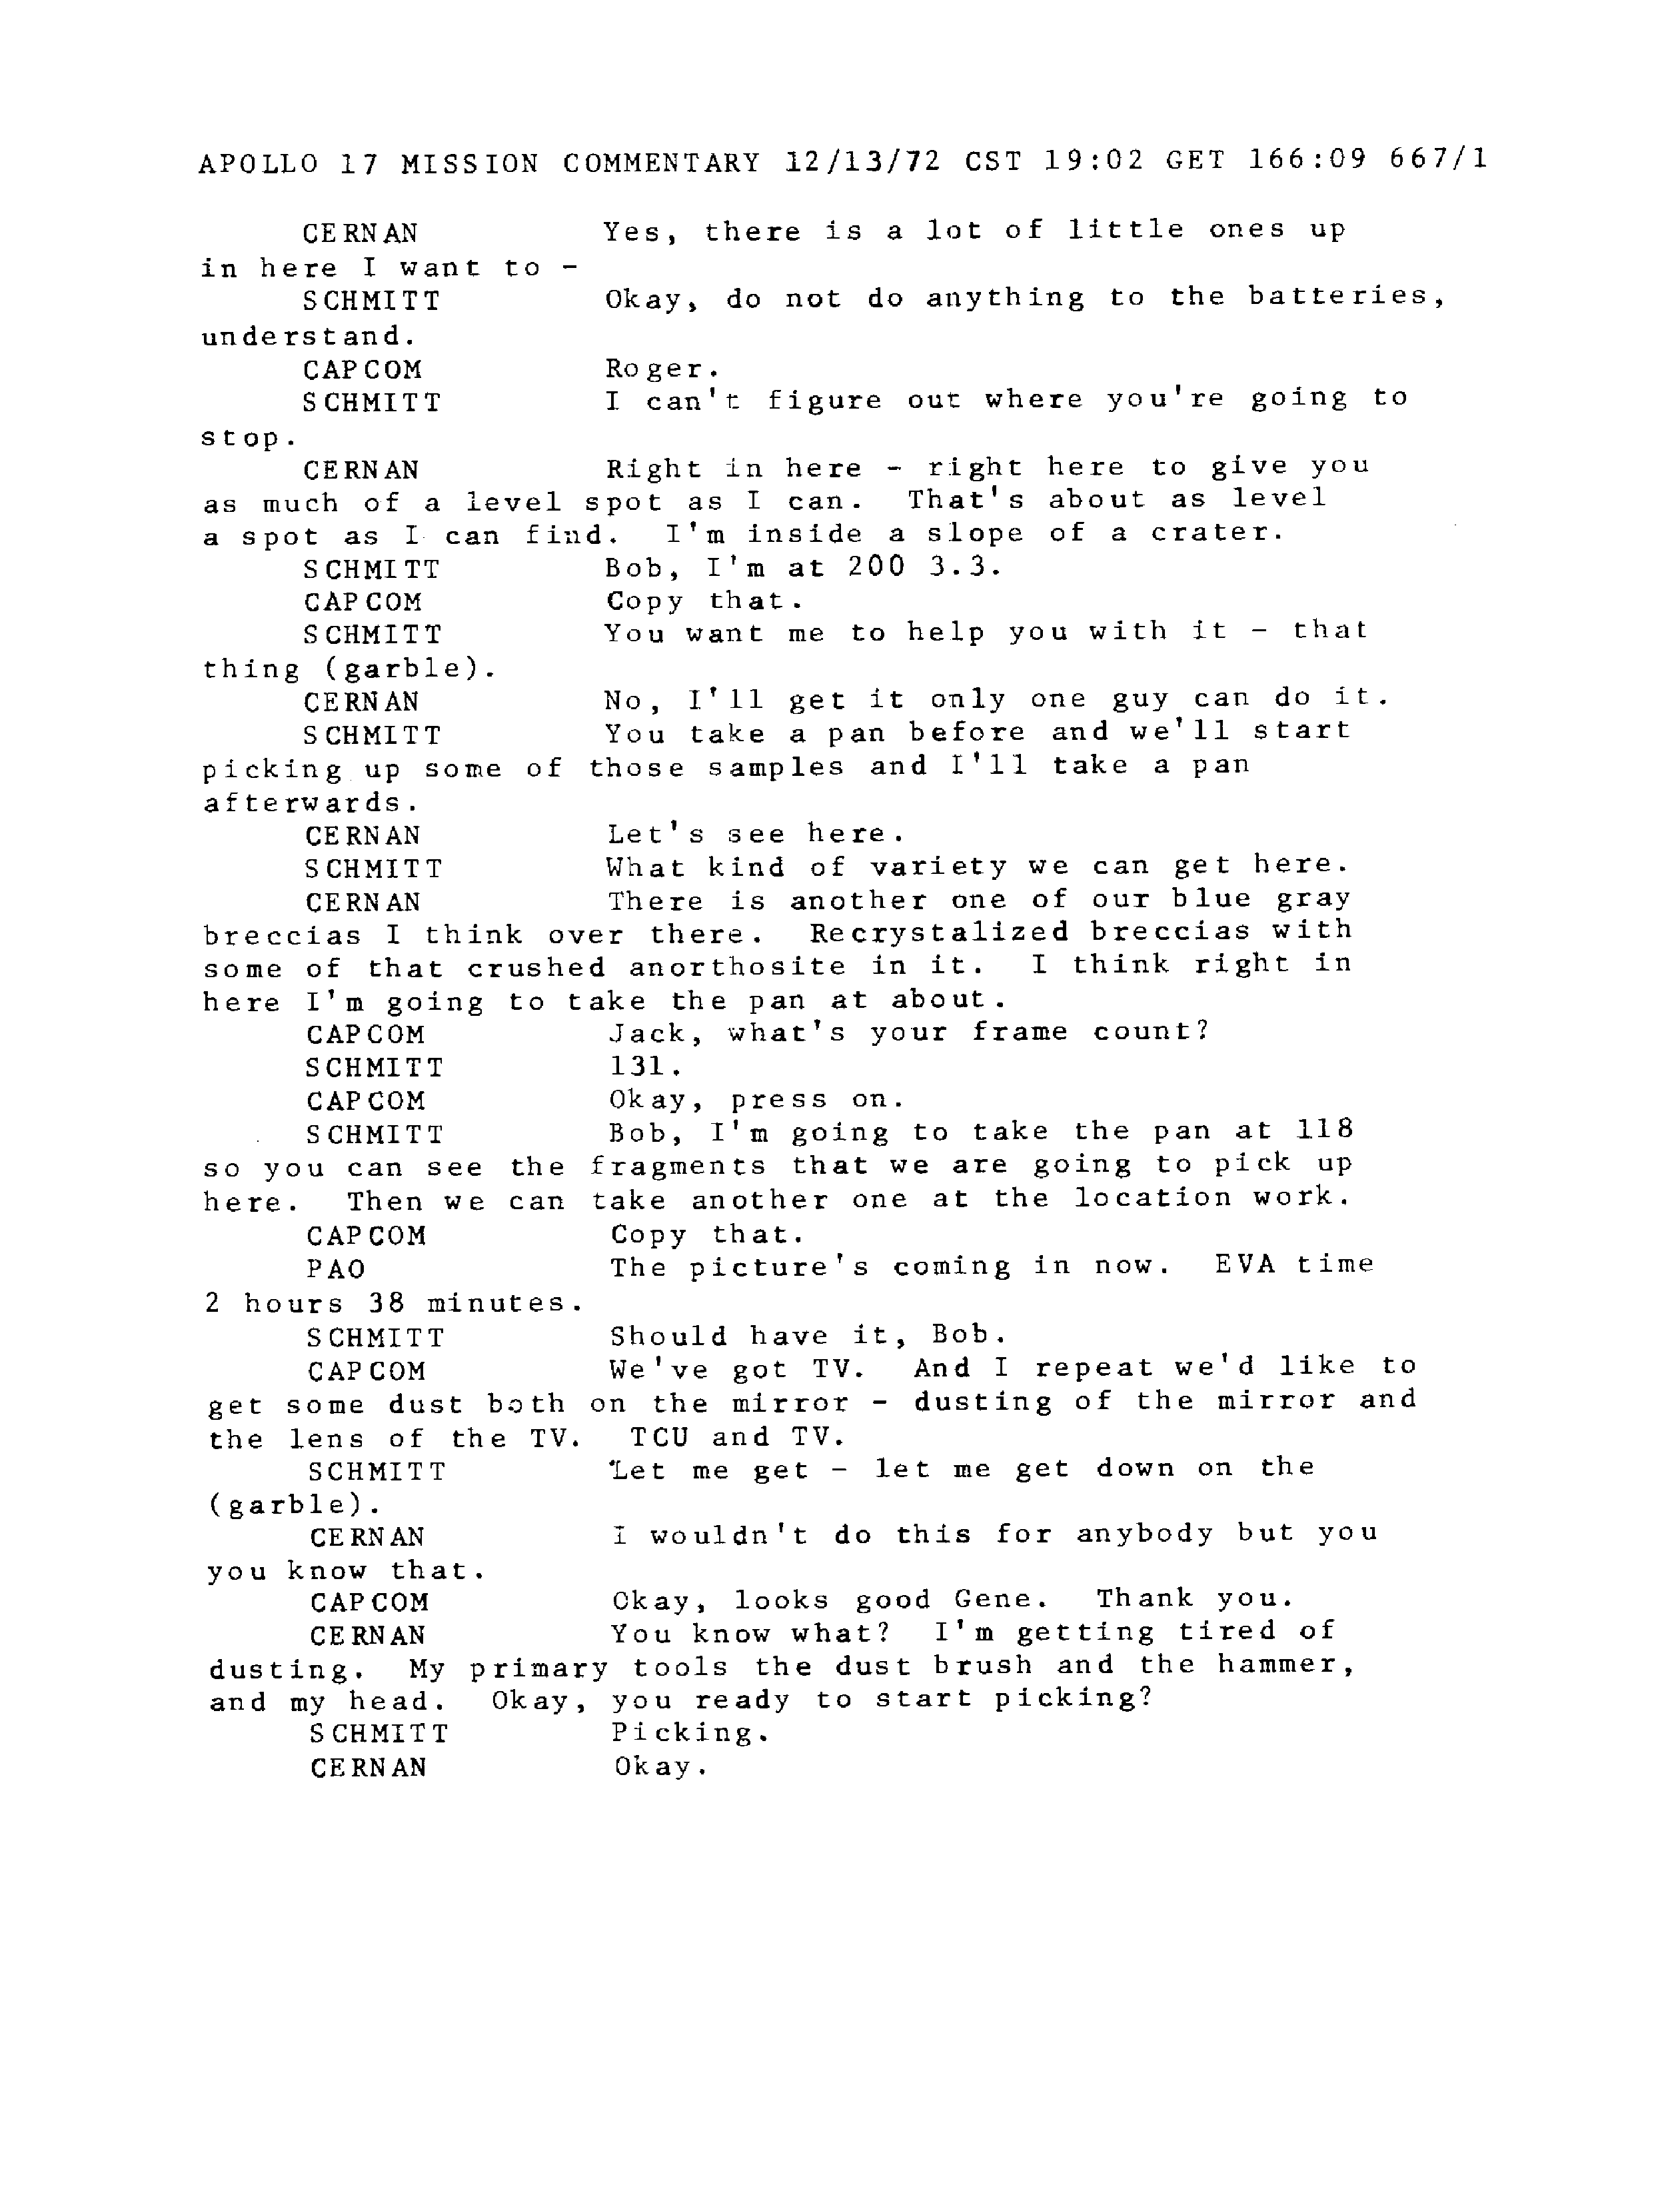 APOLLO 17 MISSION COMMENTARY 12/13/72 CST 19:02 GET 166:09 667/1
CERNAN Yes, there is a lot of little ones up
in here I want to -
SCHMITT Okay, do not do anything to the batteries,
understand.
CAPCOM Roger.
SCHMITT I can't figure out where you're going to
stop.
CERNAN Right in here - right here to give you
as much of a level spot as I can. That's about as level
a spot as I can find. I'm inside a slope of a crater.
SCHMITT Bob, I'm at 200 3.3.
CAPCOM Copy that.
SCHMITT You want me to help you with it - that
thing (garble).
CERNAN No, I'll get it only one guy can do it.
SCHMITT You take a pan before and we'll start
picking up some of those samples and I'll take a pan
afterwards.
CERNAN Let's see here.
SCHMITT What kind of variety we can get here.
CERNAN There is another one of our blue gray
breccias I think over there. Recrystalized breccias with
some of that crushed anorthosite in it. I think right in
here I'm going to take the pan at about.
CAPCOM Jack, what's your frame count?
SCHMITT 131.
CAPCOM Okay, press on.
SCHMITT Bob, I'm going to take the pan at 118
so you can see the fragments that we are going to pick up
here. Then we can take another one at the location work.
CAPCOM Copy that.
PAO The picture's coming in now. EVA time
2 hours 38 minutes.
SCHMITT Should have it, Bob.
CAPCOM We've got TV. And I repeat we'd like to
get some dust both on the mirror - dusting of the mirror and
the lens of the TV. TCU and TV.
SCHMITT Let me get - let me get down on the
(garble).
CERNAN I wouldn't do this for anybody but you
you know that.
CAPCOM Okay, looks good Gene. Thank you.
CERNAN You know what? I'm getting tired of
dusting. My primary tools the dust brush and the hammer,
and my head. Okay, you ready to start picking?
SCHMITT Picking.
CERNAN Okay.